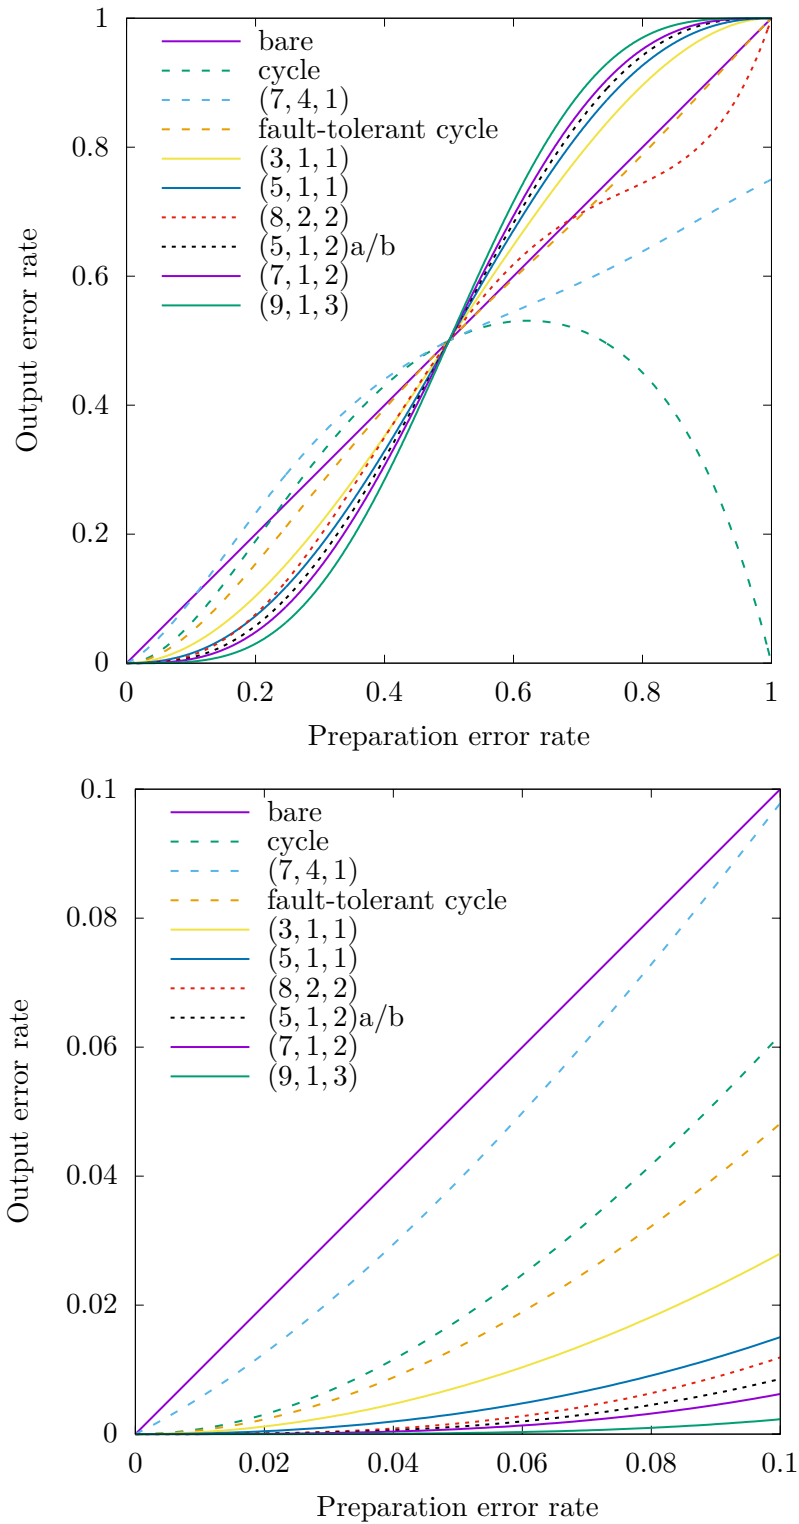 1
0.8
0.6
0.4
0.2
0
Output error rate
bare
cycle
(7, 4, 1)
fault-tolerant cycle
(3, 1, 1)
(5, 1, 1)
(8, 2, 2)
(5, 1, 2)a/b
(7, 1, 2)
(9, 1, 3)
0 0.2 0.4 0.6 0.8 1
Preparation error rate
0.1
0.08
0.06
0.04
0.02
0
Output error rate
bare
cycle
(7, 4, 1)
fault-tolerant cycle
(3, 1, 1)
(5, 1, 1)
(8, 2, 2)
(5, 1, 2)a/b
(7, 1, 2)
(9, 1, 3)
0 0.02 0.04 0.06 0.08 0.1
Preparation error rate